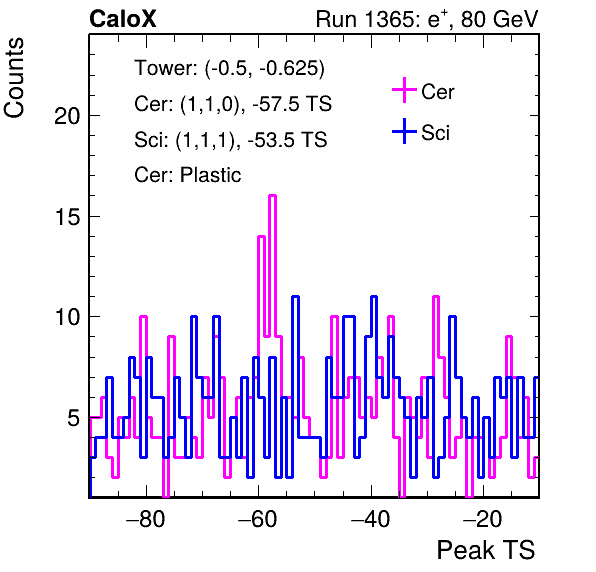 CaloX Run 1365: e⁺, 80 GeV
Counts
Tower: (-0.5, -0.625)
Cer: (1,1,0), -57.5 TS
Sci: (1,1,1), -53.5 TS
Cer: Plastic
Cer
Sci
20
15
10
5
−80 −60 −40 −20
Peak TS